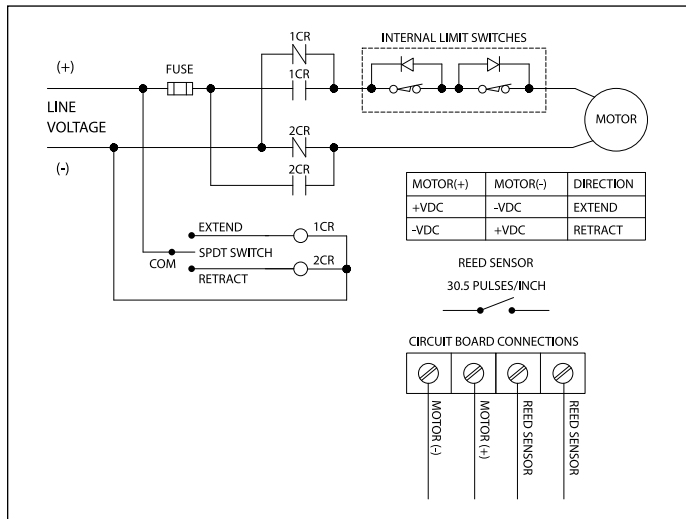 1CR
INTERNAL LIMIT SWITCHES
(+)
FUSE
1CR
LINE
VOLTAGE
MOTOR
2CR
(-)
2CR
MOTOR(+) MOTOR(-) DIRECTION
+VDC -VDC EXTEND
-VDC +VDC RETRACT
EXTEND
1CR
SPDT SWITCH
COM
2CR
RETRACT
REED SENSOR
30.5 PULSES/INCH
CIRCUIT BOARD CONNECTIONS
MOTOR (-)
MOTOR (+)
REED SENSOR
REED SENSOR